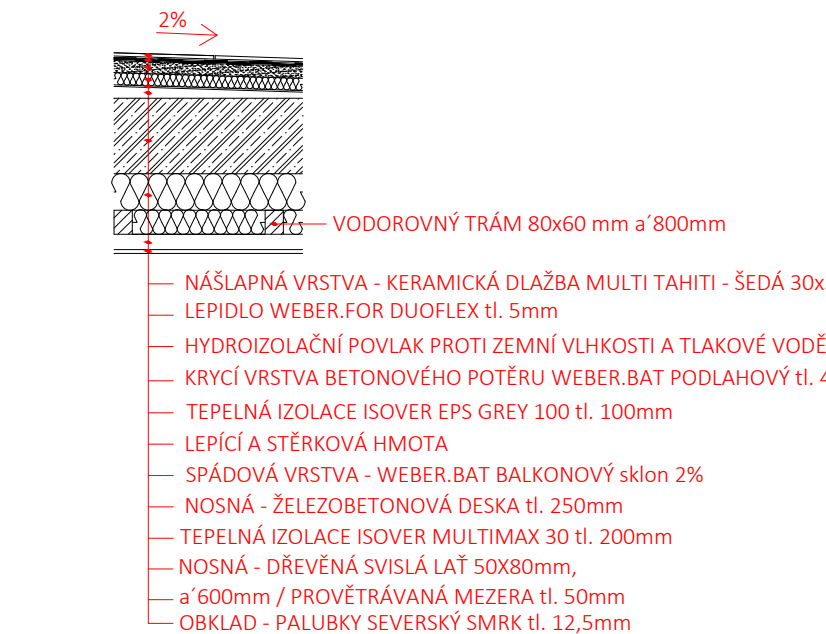 2%
VODOROVNÝ TRÁM 80x60 mm a´800mm
NÁŠLAPNÁ VRSTVA - KERAMICKÁ DLAŽBA MULTI TAHITI - ŠEDÁ 30x
LEPIDLO WEBER.FOR DUOFLEX tl. 5mm
HYDROIZOLAČNÍ POVLAK PROTI ZEMNÍ VLHKOSTI A TLAKOVÉ VODĚ
KRYCÍ VRSTVA BETONOVÉHO POTĚRU WEBER.BAT PODLAHOVÝ tl. 4
TEPELNÁ IZOLACE ISOVER EPS GREY 100 tl. 100mm
LEPÍCÍ A STĚRKOVÁ HMOTA
SPÁDOVÁ VRSTVA - WEBER.BAT BALKONOVÝ sklon 2%
NOSNÁ - ŽELEZOBETONOVÁ DESKA tl. 250mm
TEPELNÁ IZOLACE ISOVER MULTIMAX 30 tl. 200mm
NOSNÁ - DŘEVĚNÁ SVISLÁ LAŤ 50X80mm,
a´600mm / PROVĚTRÁVANÁ MEZERA tl. 50mm
OBKLAD - PALUBKY SEVERSKÝ SMRK tl. 12,5mm